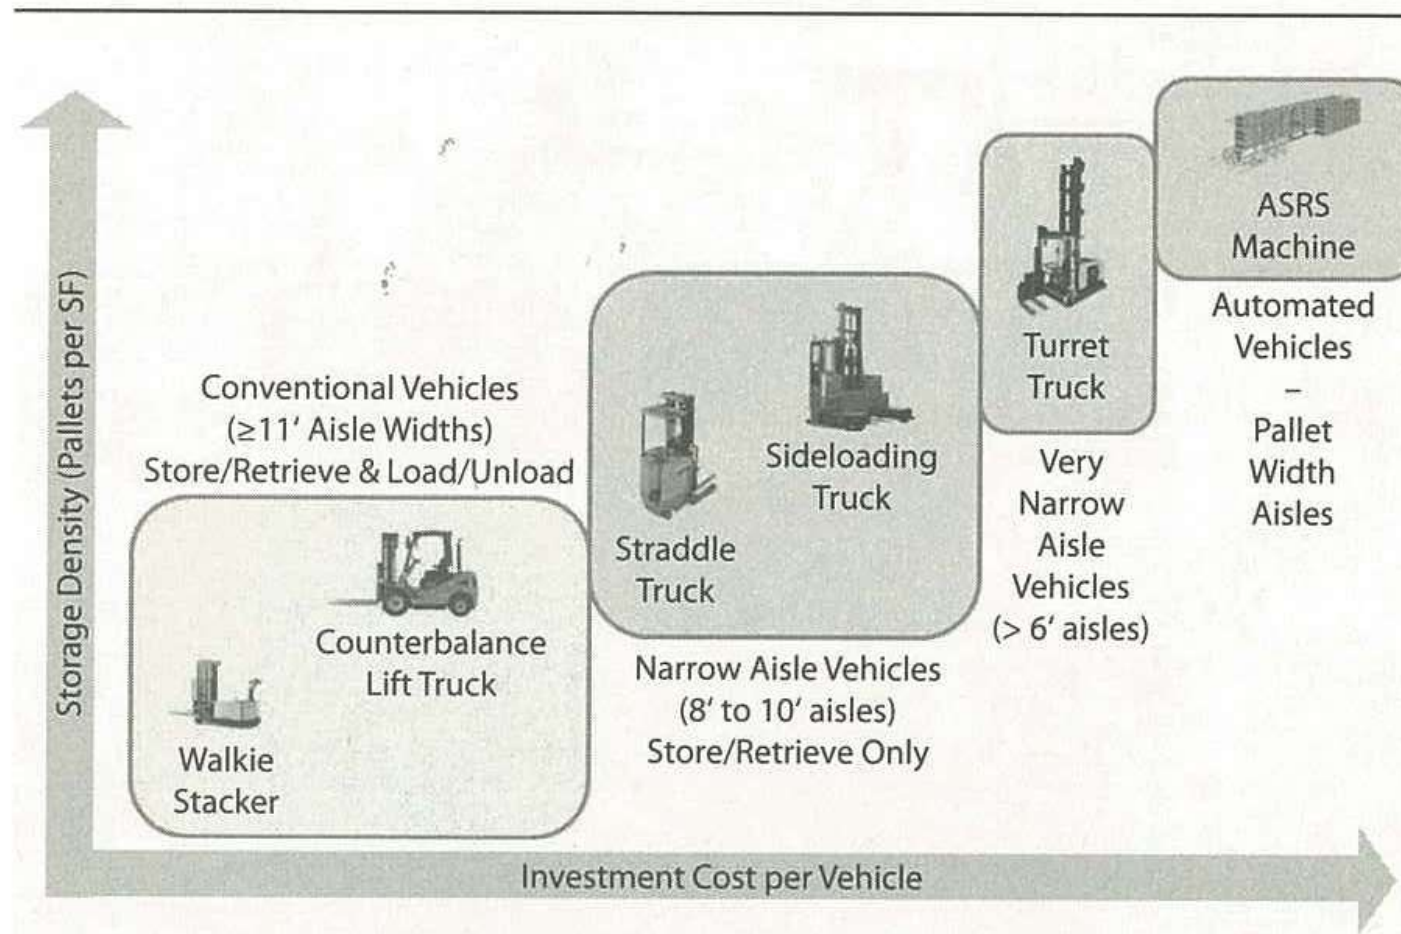 Storage Density (Pallets per SF)
Conventional Vehicles
(≥11' Aisle Widths)
Store/Retrieve & Load/Unload
Walkie
Stacker
Counterbalance
Lift Truck
Straddle
Truck
Sideloading
Truck
Narrow Aisle Vehicles
(8' to 10' aisles)
Store/Retrieve Only
Turret
Truck
Very
Narrow
Aisle
Vehicles
(> 6' aisles)
ASRS
Machine
Automated
Vehicles
–
Pallet
Width
Aisles
Investment Cost per Vehicle